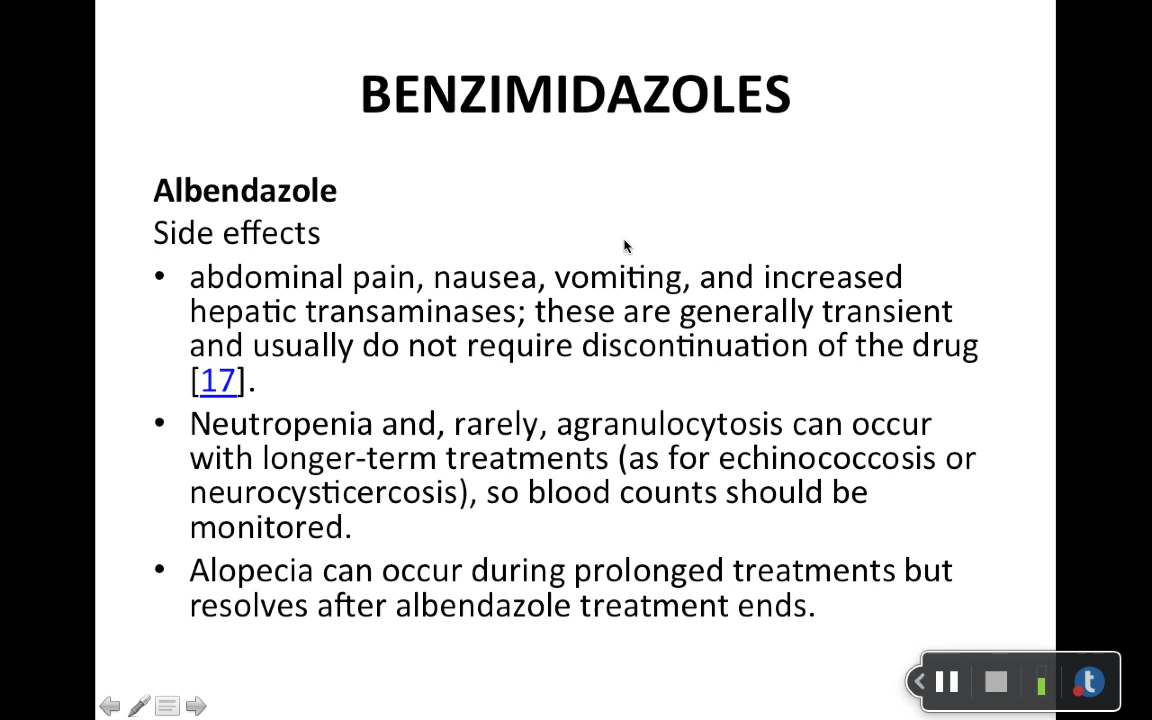 BENZIMIDAZOLES
Albendazole
Side effects
• abdominal pain, nausea, vomiting, and increased
hepatic transaminases; these are generally transient
and usually do not require discontinuation of the drug
[17].
• Neutropenia and, rarely, agranulocytosis can occur
with longer-term treatments (as for echinococcosis or
neurocysticercosis), so blood counts should be
monitored.
• Alopecia can occur during prolonged treatments but
resolves after albendazole treatment ends.
t